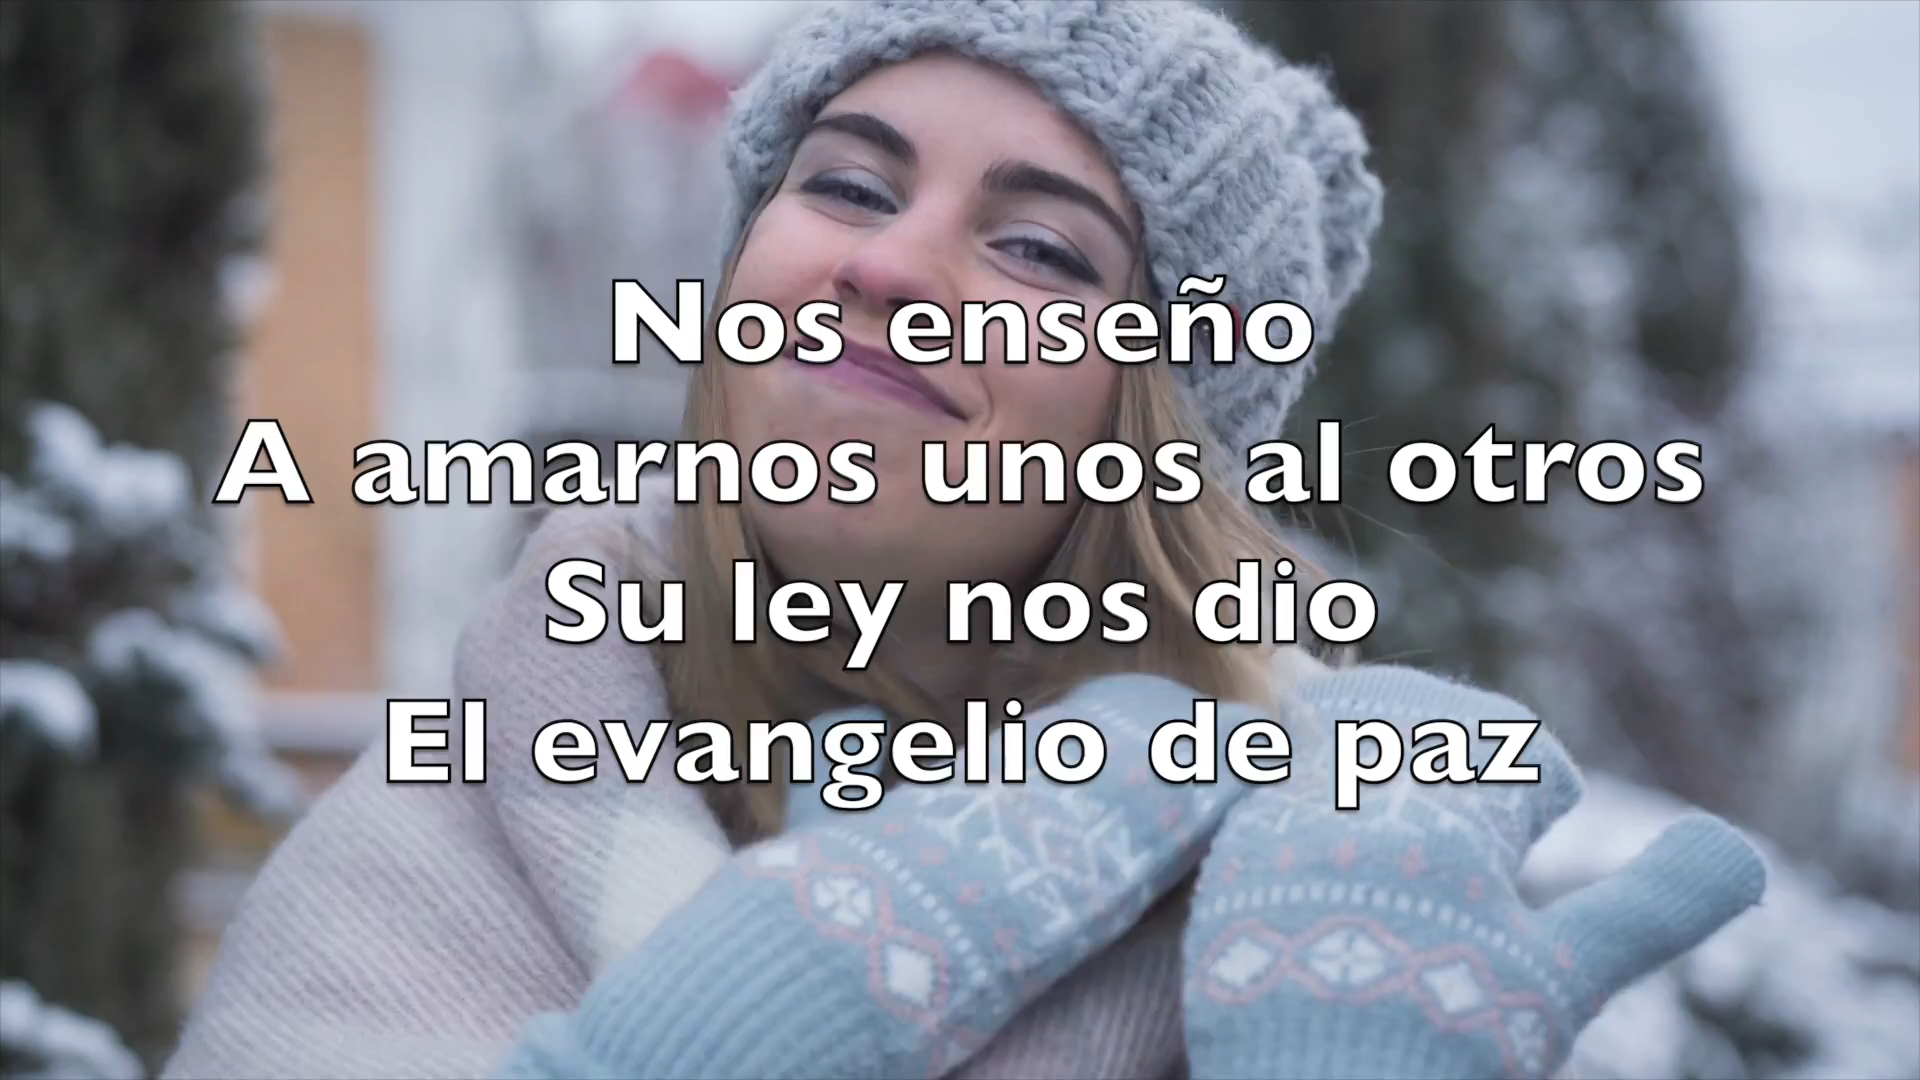 Nos enseño
A amarnos unos al otros
Su ley nos dio
El evangelio de paz